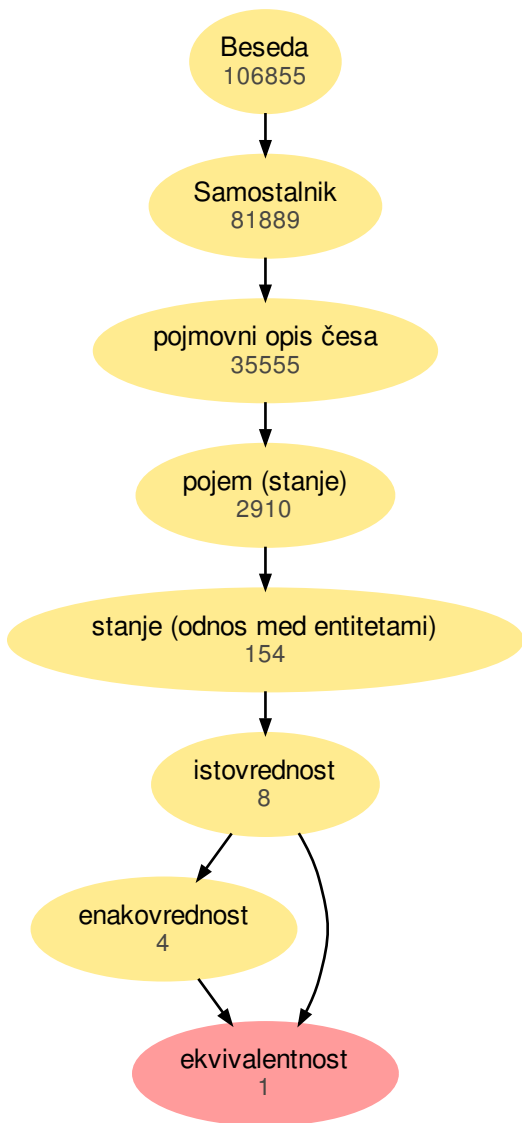 Beseda
106855
Samostalnik
81889
pojmovni opis česa
35555
pojem (stanje)
2910
stanje (odnos med entitetami)
154
istovrednost
8
enakovrednost
4
ekvivalentnost
1